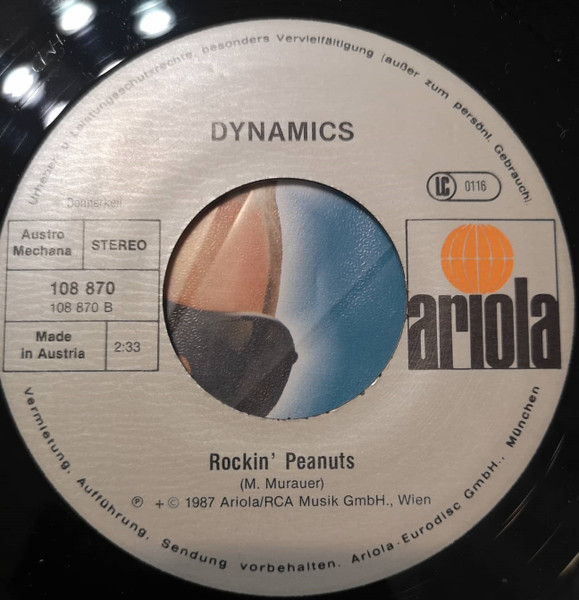 Urheber- u. Leistungsschutzrechte, besonders Vervielfältigung (außer zum persönl. Gebrauch),
DYNAMICS
LC 0116
Austro
Mechana
STEREO
108 870
108 870 B
Made
in Austria
2:33
ariola
Rockin' Peanuts
(M. Murauer)
℗ + © 1987 Ariola/RCA Musik GmbH., Wien
Vermietung, Aufführung, Sendung vorbehalten. Ariola-Eurodisc GmbH., München